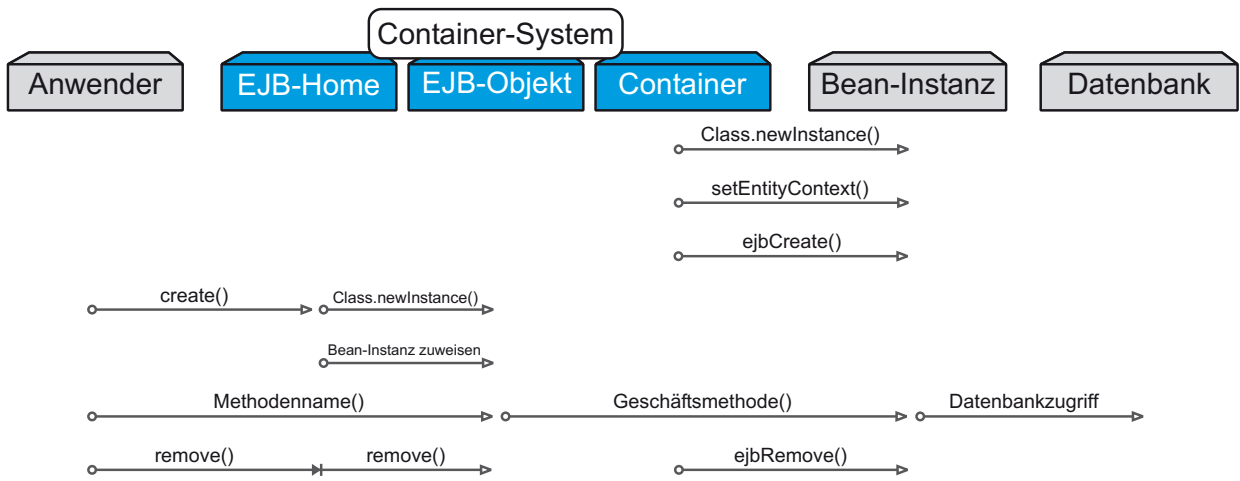 Container-System
Anwender
EJB-Home
EJB-Objekt
Container
Bean-Instanz
Datenbank
Class.newInstance()
setEntityContext()
ejbCreate()
create()
Class.newInstance()
Bean-Instanz zuweisen
Methodenname()
Geschäftsmethode()
Datenbankzugriff
remove()
remove()
ejbRemove()